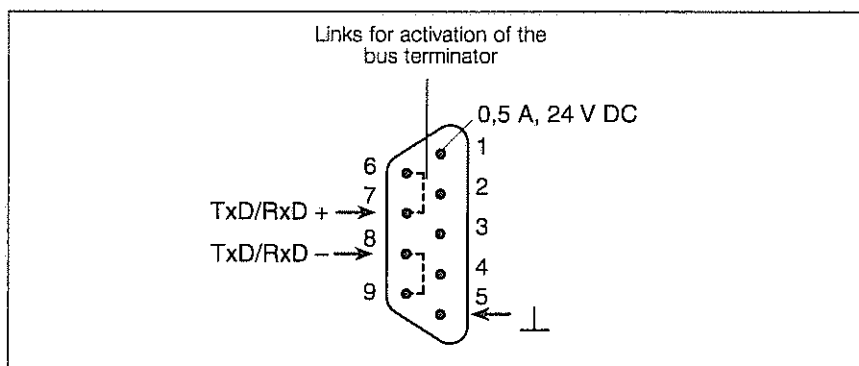 Links for activation of the
bus terminator
0,5 A, 24 V DC
1
6
2
7
TxD/RxD +
3
8
TxD/RxD –
4
9
5